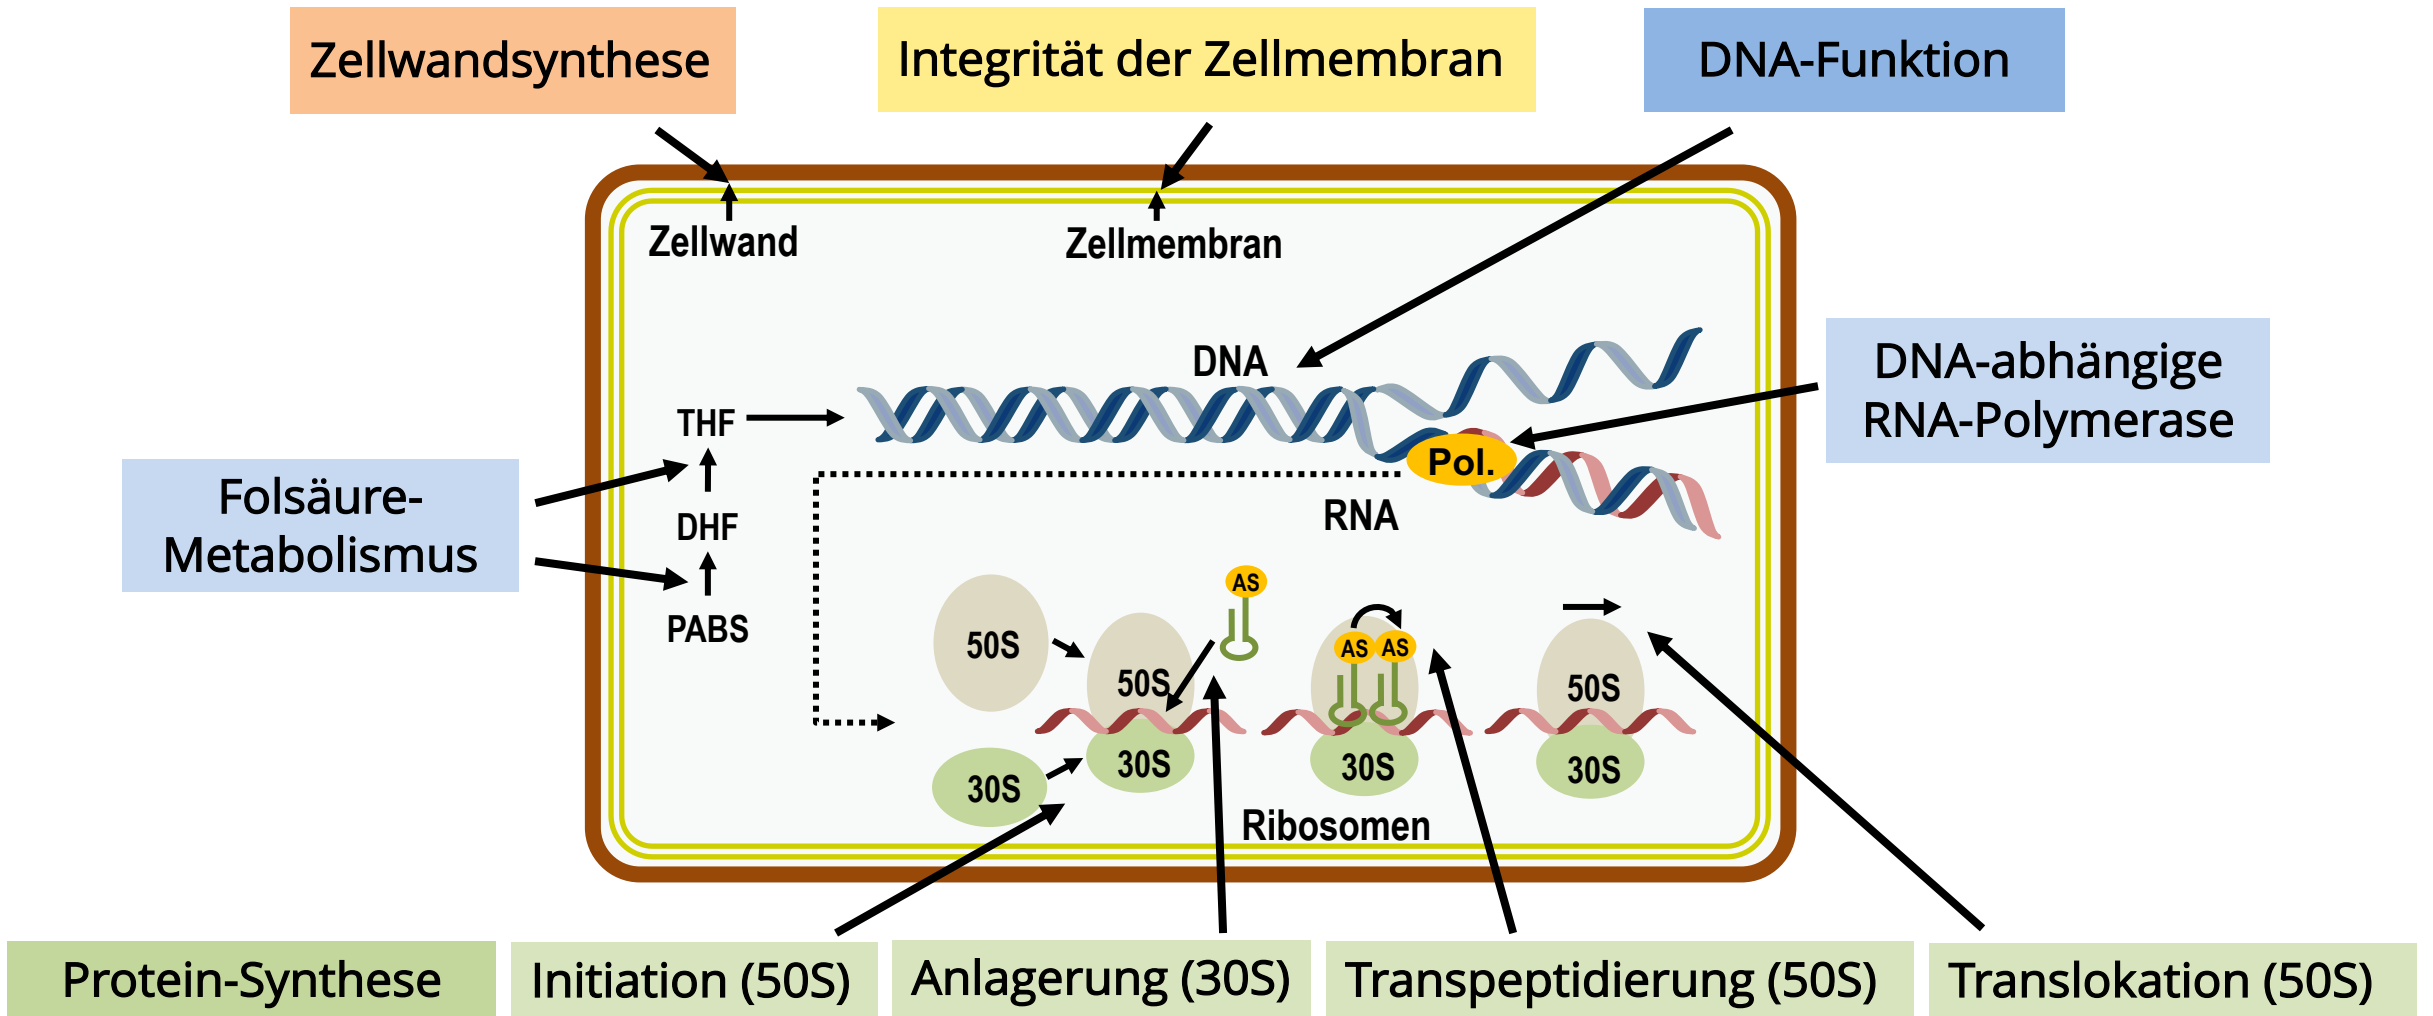 Zellwandsynthese
Integrität der Zellmembran
DNA-Funktion
Zellwand
Zellmembran
DNA
DNA-abhängige
RNA-Polymerase
THF
Pol.
Folsäure-
Metabolismus
RNA
DHF
PABS
AS
50S
50S
AS AS
50S
30S
30S
30S
30S
Ribosomen
Protein-Synthese
Initiation (50S)
Anlagerung (30S)
Transpeptidierung (50S)
Translokation (50S)